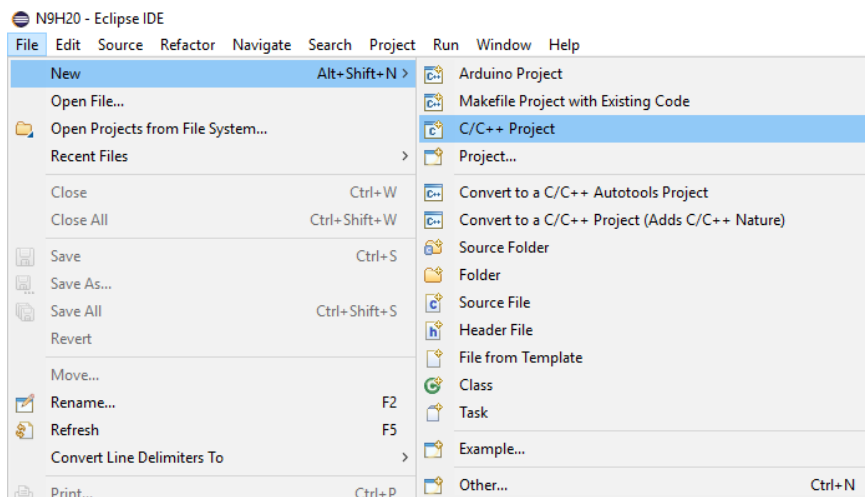 N9H20 - Eclipse IDE
File Edit Source Refactor Navigate Search Project Run Window Help
New Alt+Shift+N >
Open File...
Open Projects from File System...
Recent Files >
Close Ctrl+W
Close All Ctrl+Shift+W
Save Ctrl+S
Save As...
Save All Ctrl+Shift+S
Revert
Move...
Rename... F2
Refresh F5
Convert Line Delimiters To >
Print... Ctrl+P
Arduino Project
Makefile Project with Existing Code
C/C++ Project
Project...
Convert to a C/C++ Autotools Project
Convert to a C/C++ Project (Adds C/C++ Nature)
Source Folder
Folder
Source File
Header File
File from Template
Class
Task
Example...
Other... Ctrl+N